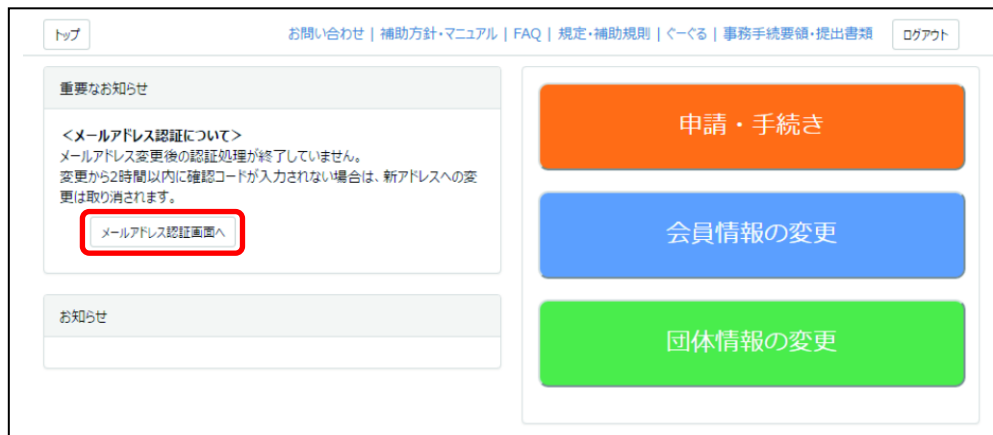 トップ
お問い合わせ | 補助方針・マニュアル | FAQ | 規定・補助規則 | ぐーぐる | 事務手続要領・提出書類
ログアウト
重要なお知らせ
＜メールアドレス認証について＞
メールアドレス変更後の認証処理が終了していません。
変更から2時間以内に確認コードが入力されない場合は、新アドレスへの変
更は取り消されます。
メールアドレス認証画面へ
お知らせ
申請・手続き
会員情報の変更
団体情報の変更